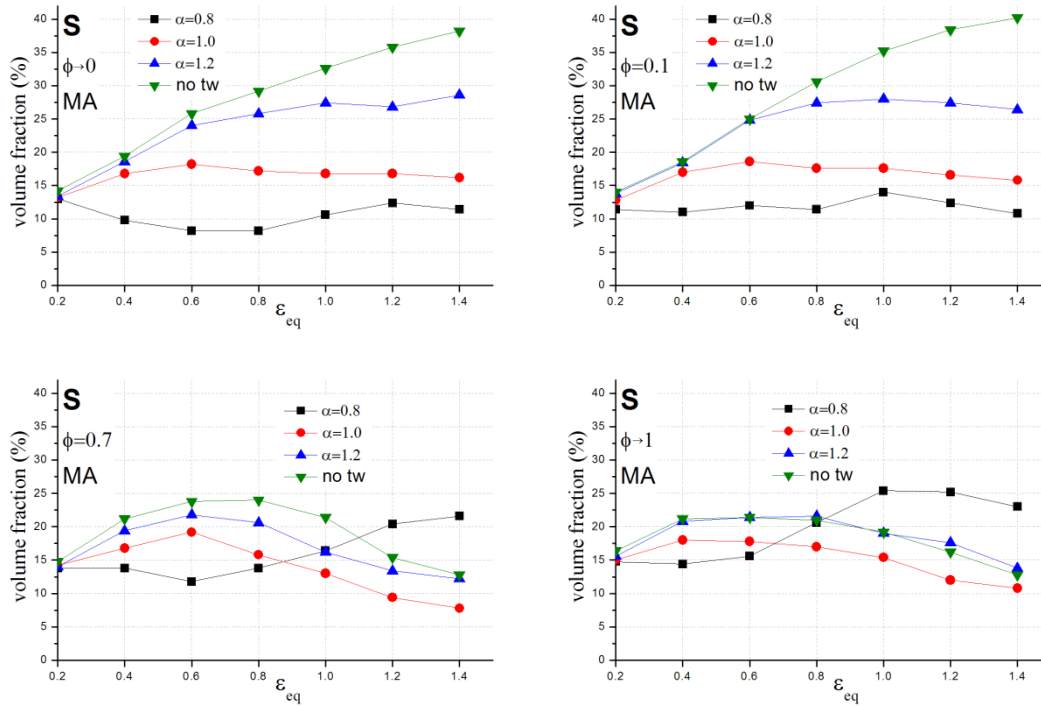 S
ϕ→0
MA
α=0.8
α=1.0
α=1.2
no tw
volume fraction (%)
40
35
30
25
20
15
10
5
0
0.2 0.4 0.6 0.8 1.0 1.2 1.4
ε_eq
S
ϕ=0.1
MA
α=0.8
α=1.0
α=1.2
no tw
volume fraction (%)
40
35
30
25
20
15
10
5
0
0.2 0.4 0.6 0.8 1.0 1.2 1.4
ε_eq
S
ϕ=0.7
MA
α=0.8
α=1.0
α=1.2
no tw
volume fraction (%)
40
35
30
25
20
15
10
5
0
0.2 0.4 0.6 0.8 1.0 1.2 1.4
ε_eq
S
ϕ→1
MA
α=0.8
α=1.0
α=1.2
no tw
volume fraction (%)
40
35
30
25
20
15
10
5
0
0.2 0.4 0.6 0.8 1.0 1.2 1.4
ε_eq